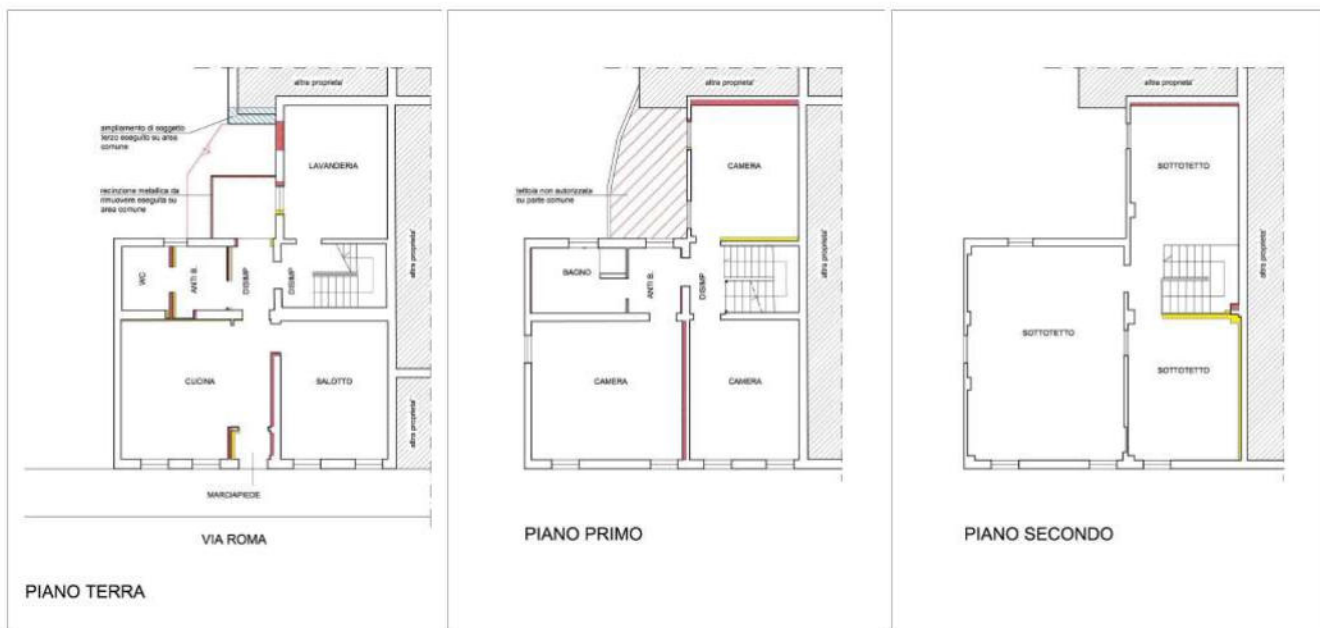 altra proprieta'
ampliamento di soggetto
terzo eseguito su area
comune
LAVANDERIA
recinzione metallica da
rimuovere eseguita su
area comune
altra proprieta'
WC
ANTI B.
DISIMP
DISIMP
CUCINA
SALOTTO
altra proprieta'
MARCIAPIEDE
VIA ROMA
PIANO TERRA
altra proprieta'
CAMERA
tettoia non autorizzata
su parte comune
BAGNO
ANTI B.
DISIMP
CAMERA
CAMERA
altra proprieta'
PIANO PRIMO
altra proprieta'
SOTTOTETTO
altra proprieta'
SOTTOTETTO
SOTTOTETTO
PIANO SECONDO